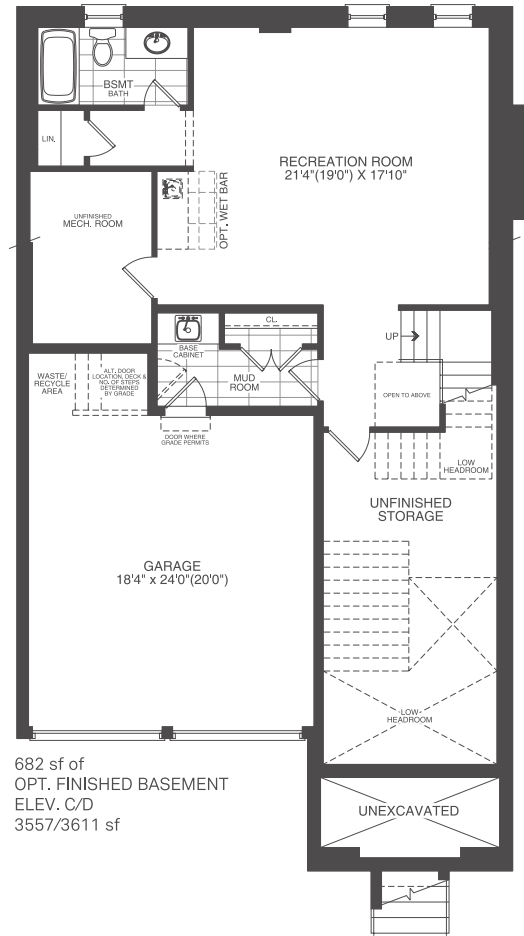 BSMT
BATH
LIN.
RECREATION ROOM
21'4"(19'0") X 17'10"
OPT. WET BAR
UNFINISHED
MECH. ROOM
CL.
UP
BASE
CABINET
MUD
ROOM
WASTE/
RECYCLE
AREA
ALT. DOOR
LOCATION, DECK &
NO. OF STEPS
DETERMINED
BY GRADE
OPEN TO ABOVE
DOOR WHERE
GRADE PERMITS
LOW
HEADROOM
UNFINISHED
STORAGE
GARAGE
18'4" x 24'0"(20'0")
LOW
HEADROOM
682 sf of
OPT. FINISHED BASEMENT
ELEV. C/D
3557/3611 sf
UNEXCAVATED